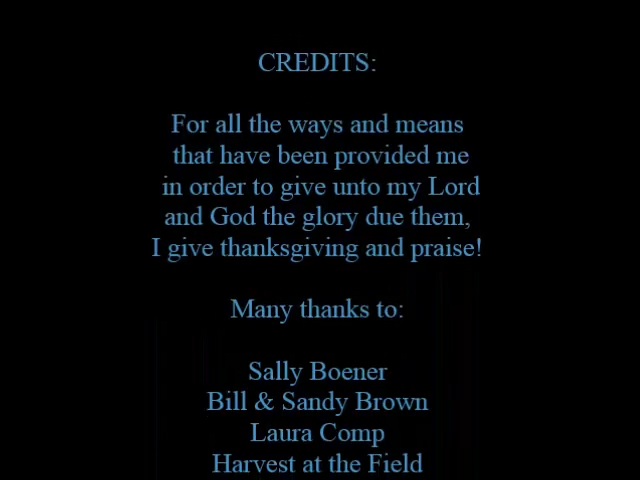 CREDITS:
For all the ways and means
that have been provided me
in order to give unto my Lord
and God the glory due them,
I give thanksgiving and praise!
Many thanks to:
Sally Boener
Bill & Sandy Brown
Laura Comp
Harvest at the Field